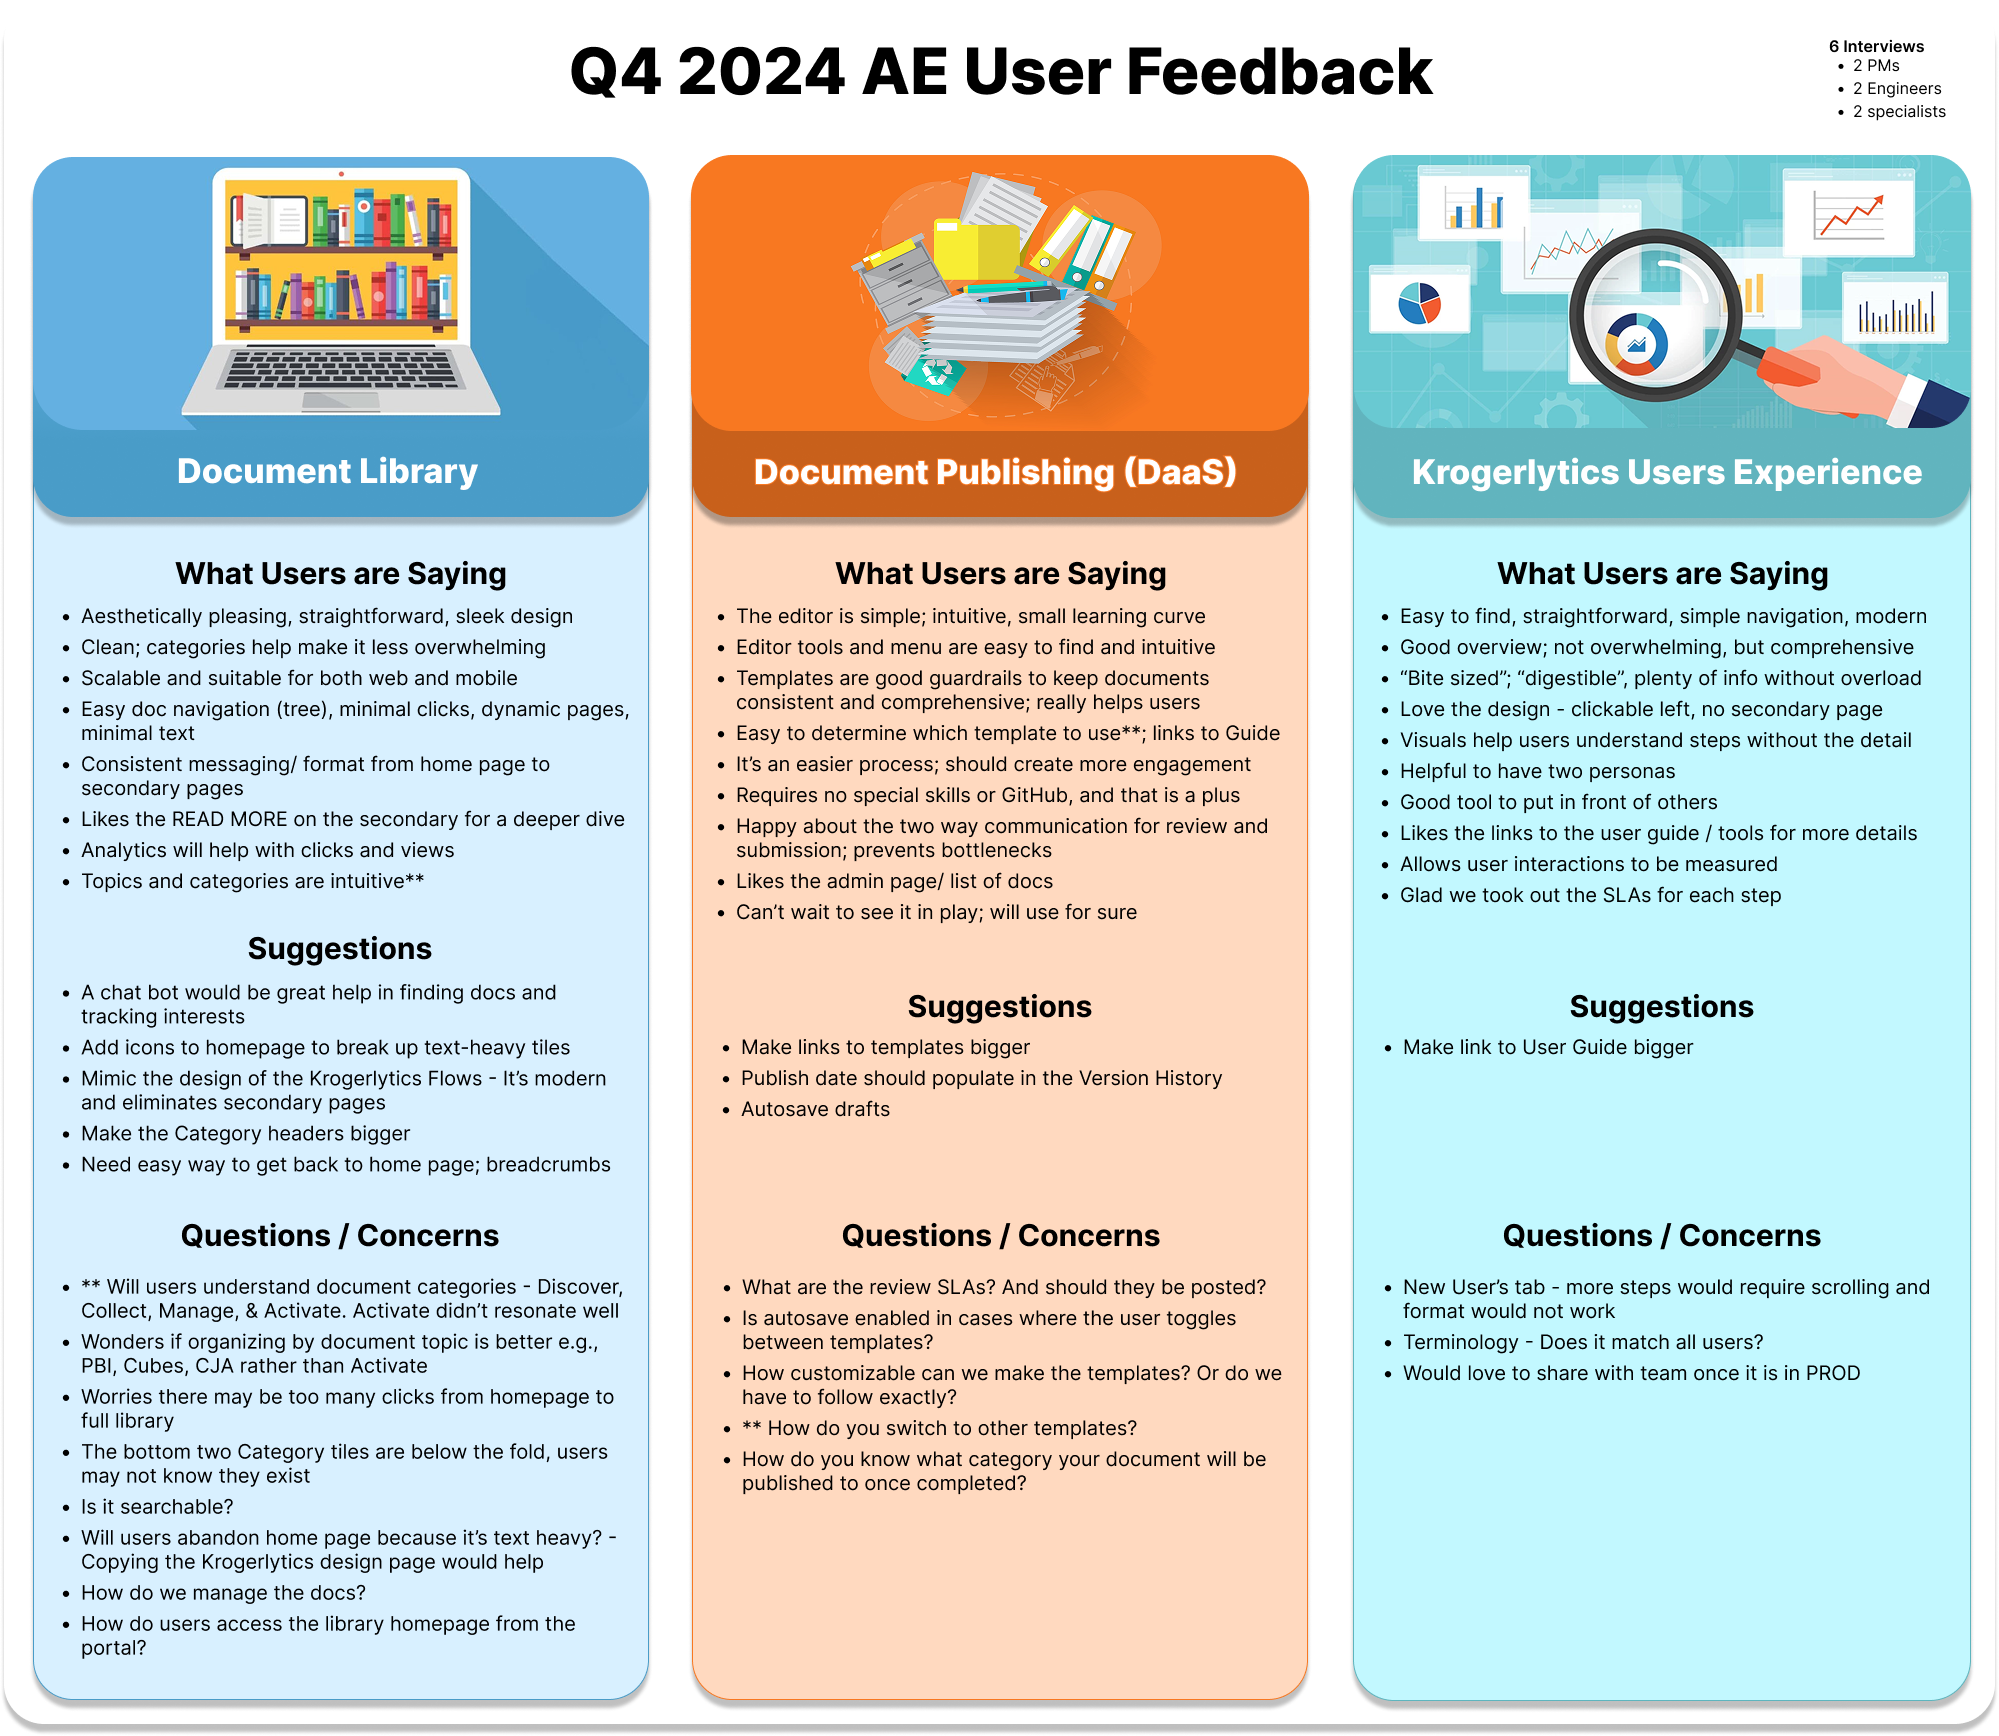 Q4 2024 AE User Feedback
6 Interviews
• 2 PMs
• 2 Engineers
• 2 specialists
Document Library
What Users are Saying
• Aesthetically pleasing, straightforward, sleek design
• Clean; categories help make it less overwhelming
• Scalable and suitable for both web and mobile
• Easy doc navigation (tree), minimal clicks, dynamic pages,
minimal text
• Consistent messaging/ format from home page to
secondary pages
• Likes the READ MORE on the secondary for a deeper dive
• Analytics will help with clicks and views
• Topics and categories are intuitive**
Suggestions
• A chat bot would be great help in finding docs and
tracking interests
• Add icons to homepage to break up text-heavy tiles
• Mimic the design of the Krogerlytics Flows - It’s modern
and eliminates secondary pages
• Make the Category headers bigger
• Need easy way to get back to home page; breadcrumbs
Questions / Concerns
• ** Will users understand document categories - Discover,
Collect, Manage, & Activate. Activate didn’t resonate well
• Wonders if organizing by document topic is better e.g.,
PBI, Cubes, CJA rather than Activate
• Worries there may be too many clicks from homepage to
full library
• The bottom two Category tiles are below the fold, users
may not know they exist
• Is it searchable?
• Will users abandon home page because it’s text heavy? -
Copying the Krogerlytics design page would help
• How do we manage the docs?
• How do users access the library homepage from the
portal?
Document Publishing (DaaS)
What Users are Saying
• The editor is simple; intuitive, small learning curve
• Editor tools and menu are easy to find and intuitive
• Templates are good guardrails to keep documents
consistent and comprehensive; really helps users
• Easy to determine which template to use**; links to Guide
• It’s an easier process; should create more engagement
• Requires no special skills or GitHub, and that is a plus
• Happy about the two way communication for review and
submission; prevents bottlenecks
• Likes the admin page/ list of docs
• Can’t wait to see it in play; will use for sure
Suggestions
• Make links to templates bigger
• Publish date should populate in the Version History
• Autosave drafts
Questions / Concerns
• What are the review SLAs? And should they be posted?
• Is autosave enabled in cases where the user toggles
between templates?
• How customizable can we make the templates? Or do we
have to follow exactly?
• ** How do you switch to other templates?
• How do you know what category your document will be
published to once completed?
Krogerlytics Users Experience
What Users are Saying
• Easy to find, straightforward, simple navigation, modern
• Good overview; not overwhelming, but comprehensive
• “Bite sized”; “digestible”, plenty of info without overload
• Love the design - clickable left, no secondary page
• Visuals help users understand steps without the detail
• Helpful to have two personas
• Good tool to put in front of others
• Likes the links to the user guide / tools for more details
• Allows user interactions to be measured
• Glad we took out the SLAs for each step
Suggestions
• Make link to User Guide bigger
Questions / Concerns
• New User’s tab - more steps would require scrolling and
format would not work
• Terminology - Does it match all users?
• Would love to share with team once it is in PROD